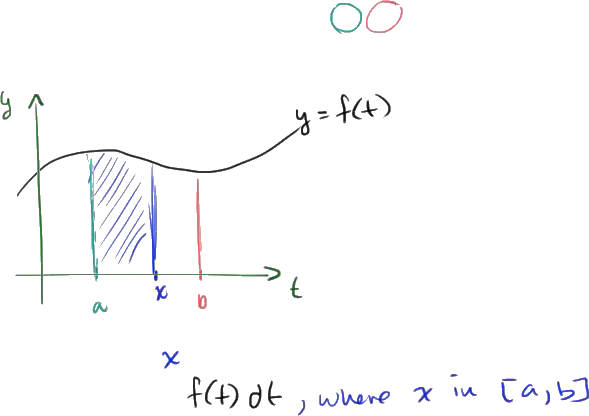 y
y = f(t)
a
x
b
t
x
f(t) dt , where x in [a,b]